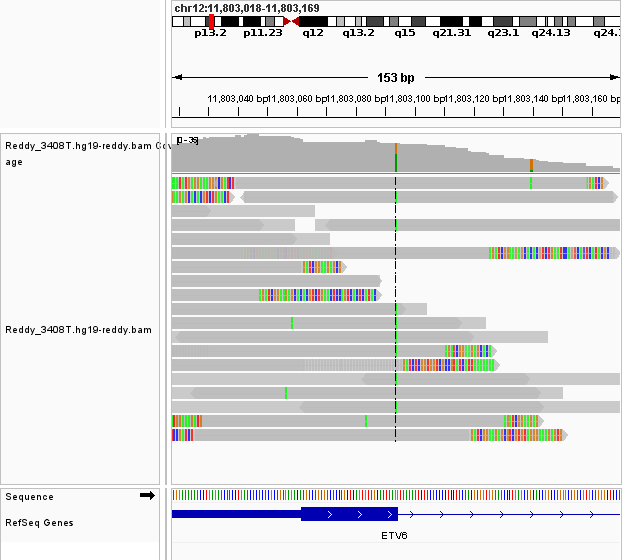 chr12:11,803,018-11,803,169
p13.2 p11.23 q12 q13.2 q15 q21.31 q23.1 q24.13 q24.
153 bp
11,803,040 bp 11,803,060 bp 11,803,080 bp 11,803,100 bp 11,803,120 bp 11,803,140 bp 11,803,160 bp
Reddy_3408T.hg19-reddy.bam Cov
age
Reddy_3408T.hg19-reddy.bam
Sequence
RefSeq Genes
ETV6